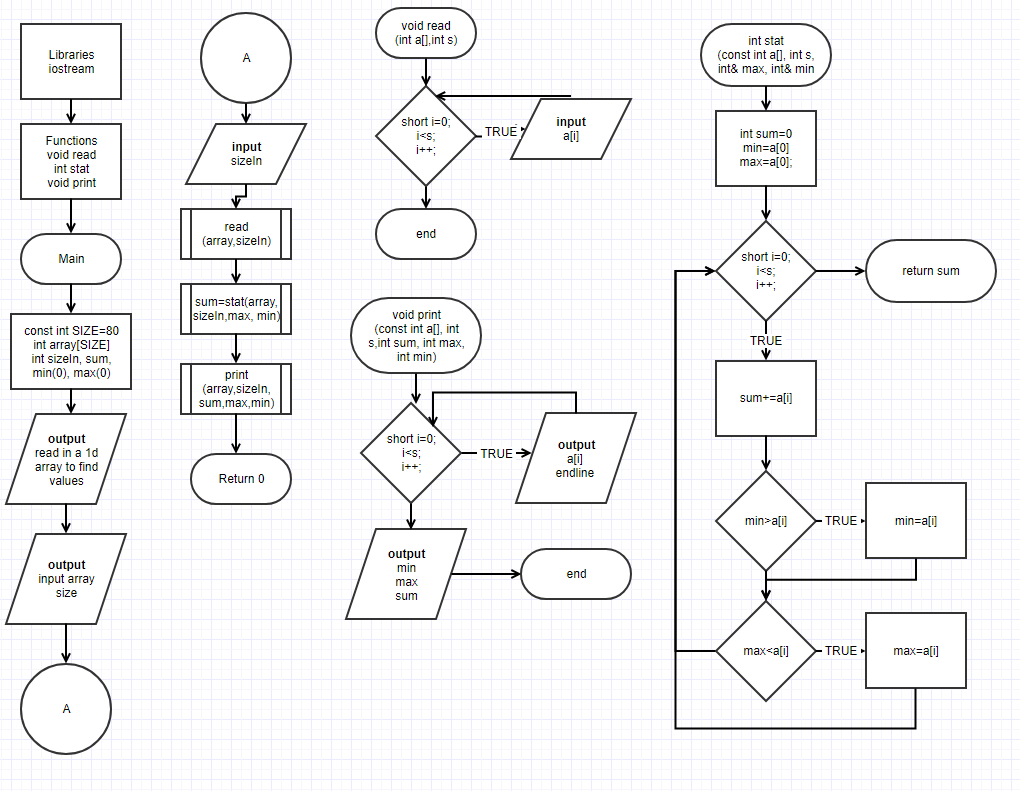 Libraries
iostream
Functions
void read
int stat
void print
Main
const int SIZE=80
int array[SIZE]
int sizeIn, sum,
min(0), max(0)
output
read in a 1d
array to find
values
output
input array
size
A
A
input
sizeIn
read
(array,sizeIn)
sum=stat(array,
sizeIn,max, min)
print
(array,sizeIn,
sum,max,min)
Return 0
void read
(int a[],int s)
short i=0;
i<s;
i++;
TRUE
input
a[i]
end
void print
(const int a[], int
s,int sum, int max,
int min)
short i=0;
i<s;
i++;
TRUE
output
a[i]
endline
output
min
max
sum
end
int stat
(const int a[], int s,
int& max, int& min
int sum=0
min=a[0]
max=a[0];
short i=0;
i<s;
i++;
return sum
TRUE
sum+=a[i]
min>a[i]
TRUE
min=a[i]
max<a[i]
TRUE
max=a[i]